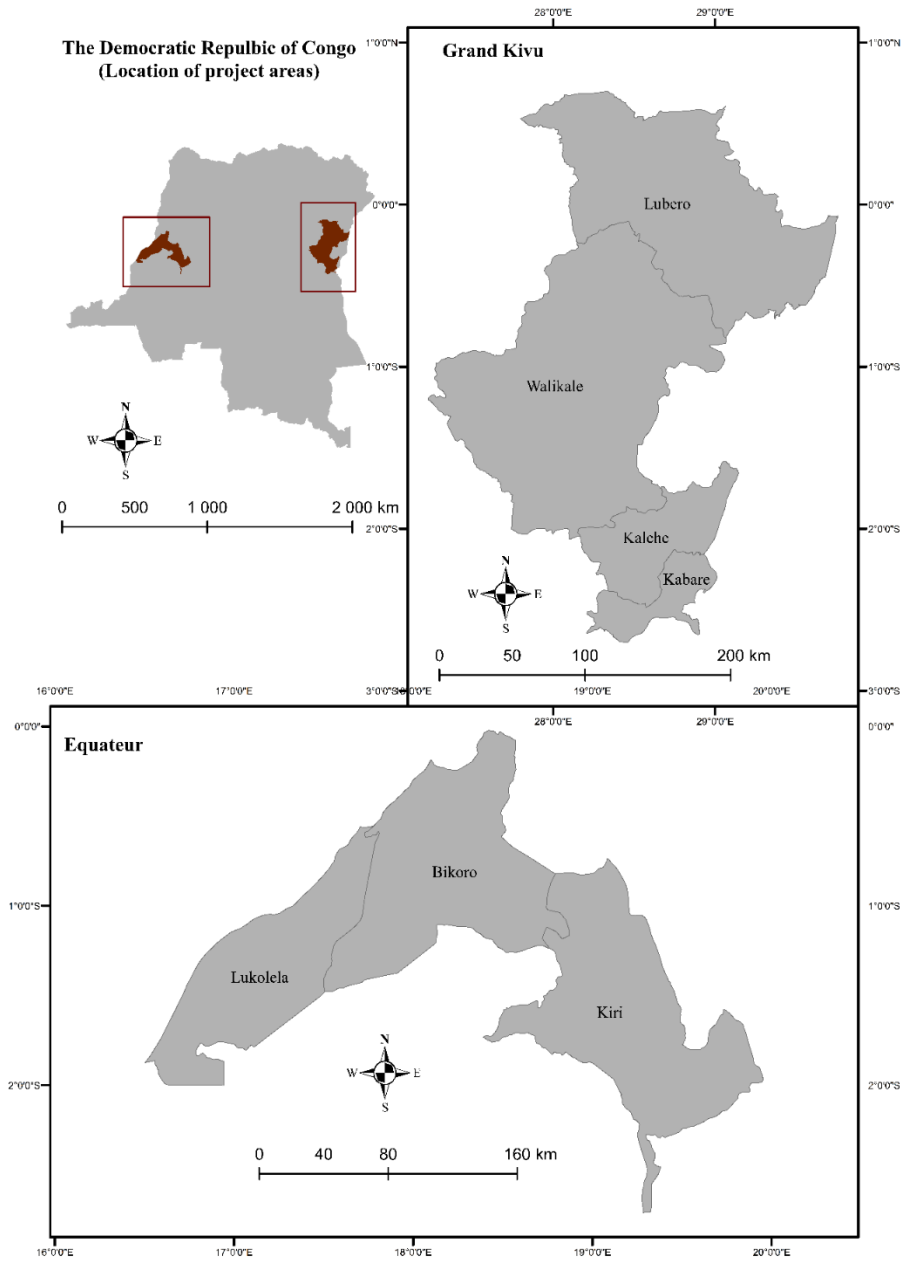 28°0'0"E 29°0'0"E
The Democratic Repulbic of Congo
(Location of project areas)
1°0'0"N
Grand Kivu
1°0'0"N
Lubero
0°0'0"
0°0'0"
Walikale
1°0'0"S
1°0'0"S
N
W E
S
0 500 1 000 2 000 km
2°0'0"S
2°0'0"S
Kalehe
Kabare
N
W E
S
0 50 100 200 km
16°0'0"E 17°0'0"E 3°0'0"S 19°0'0"E 20°0'0"E 3°0'0"S
28°0'0"E 29°0'0"E
0°0'0"
0°0'0"
Equateur
Bikoro
1°0'0"S
1°0'0"S
Lukolela
Kiri
N
W E
S
2°0'0"S
2°0'0"S
0 40 80 160 km
16°0'0"E 17°0'0"E 18°0'0"E 19°0'0"E 20°0'0"E